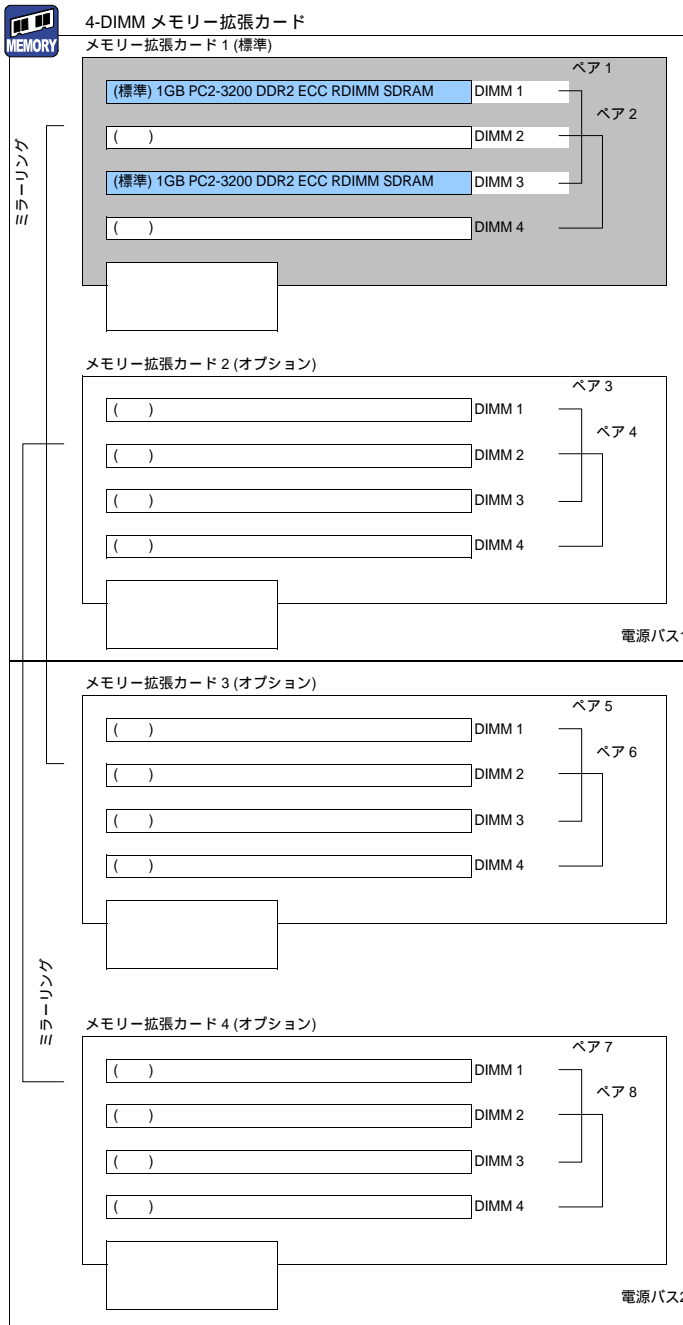 MEMORY
4-DIMM メモリー拡張カード
メモリー拡張カード 1 (標準)
ミラーリング
ペア 1
(標準) 1GB PC2-3200 DDR2 ECC RDIMM SDRAM DIMM 1
ペア 2
( ) DIMM 2
(標準) 1GB PC2-3200 DDR2 ECC RDIMM SDRAM DIMM 3
( ) DIMM 4
メモリー拡張カード 2 (オプション)
ペア 3
( ) DIMM 1
ペア 4
( ) DIMM 2
( ) DIMM 3
( ) DIMM 4
電源バス1
メモリー拡張カード 3 (オプション)
ペア 5
( ) DIMM 1
ペア 6
( ) DIMM 2
( ) DIMM 3
( ) DIMM 4
ミラーリング
メモリー拡張カード 4 (オプション)
ペア 7
( ) DIMM 1
ペア 8
( ) DIMM 2
( ) DIMM 3
( ) DIMM 4
電源バス2